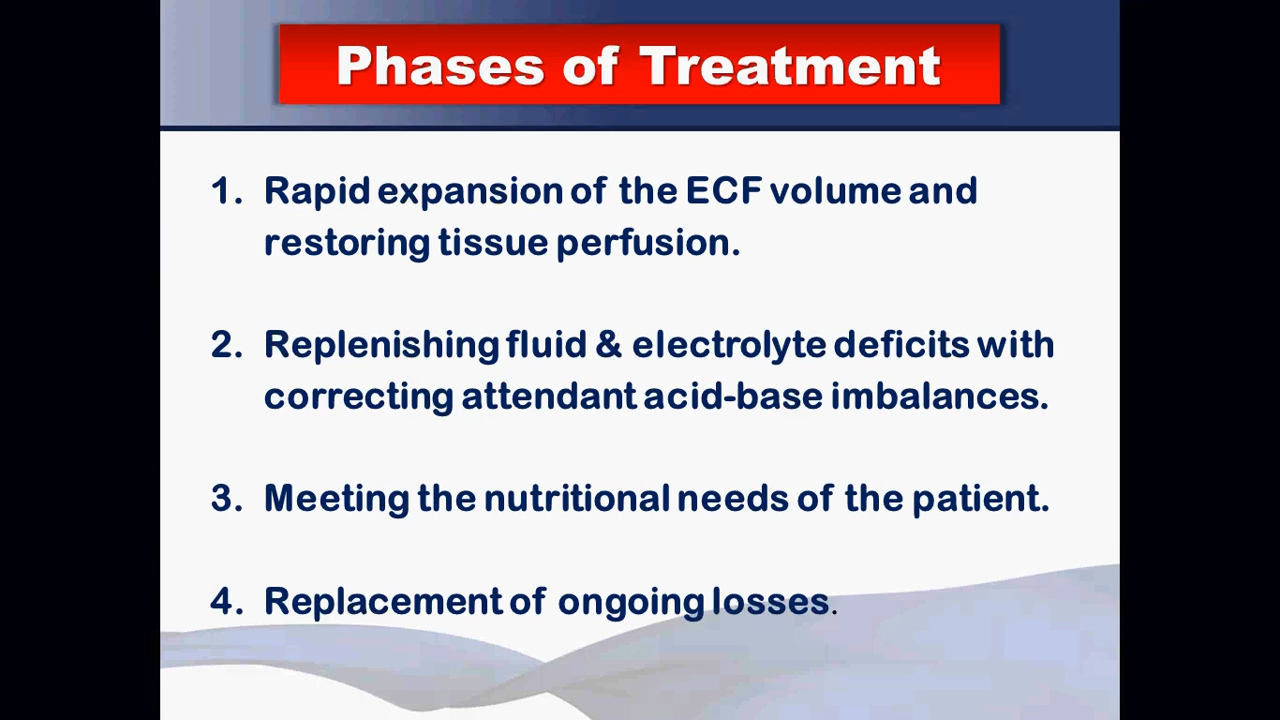 Phases of Treatment
1. Rapid expansion of the ECF volume and
restoring tissue perfusion.
2. Replenishing fluid & electrolyte deficits with
correcting attendant acid-base imbalances.
3. Meeting the nutritional needs of the patient.
4. Replacement of ongoing losses.